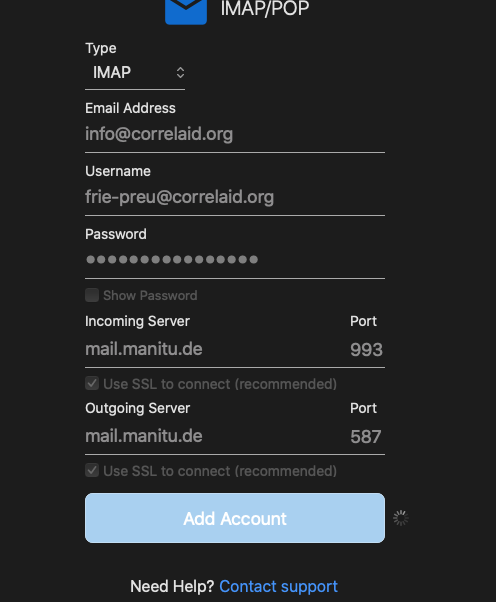 IMAP/POP
Type
IMAP
Email Address
info@correlaid.org
Username
frie-preu@correlaid.org
Password
••••••••••••••••
Show Password
Incoming Server Port
mail.manitu.de 993
Use SSL to connect (recommended)
Outgoing Server Port
mail.manitu.de 587
Use SSL to connect (recommended)
Add Account
Need Help? Contact support